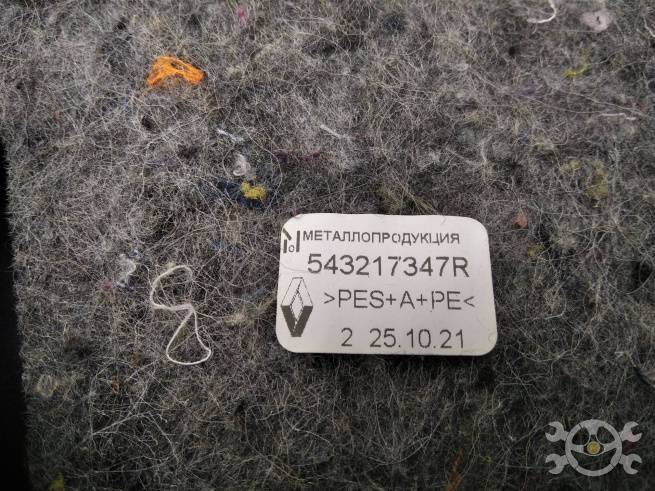 МЕТАЛЛОПРОДУКЦИЯ
543217347R
>PES+A+PE<
2 25.10.21